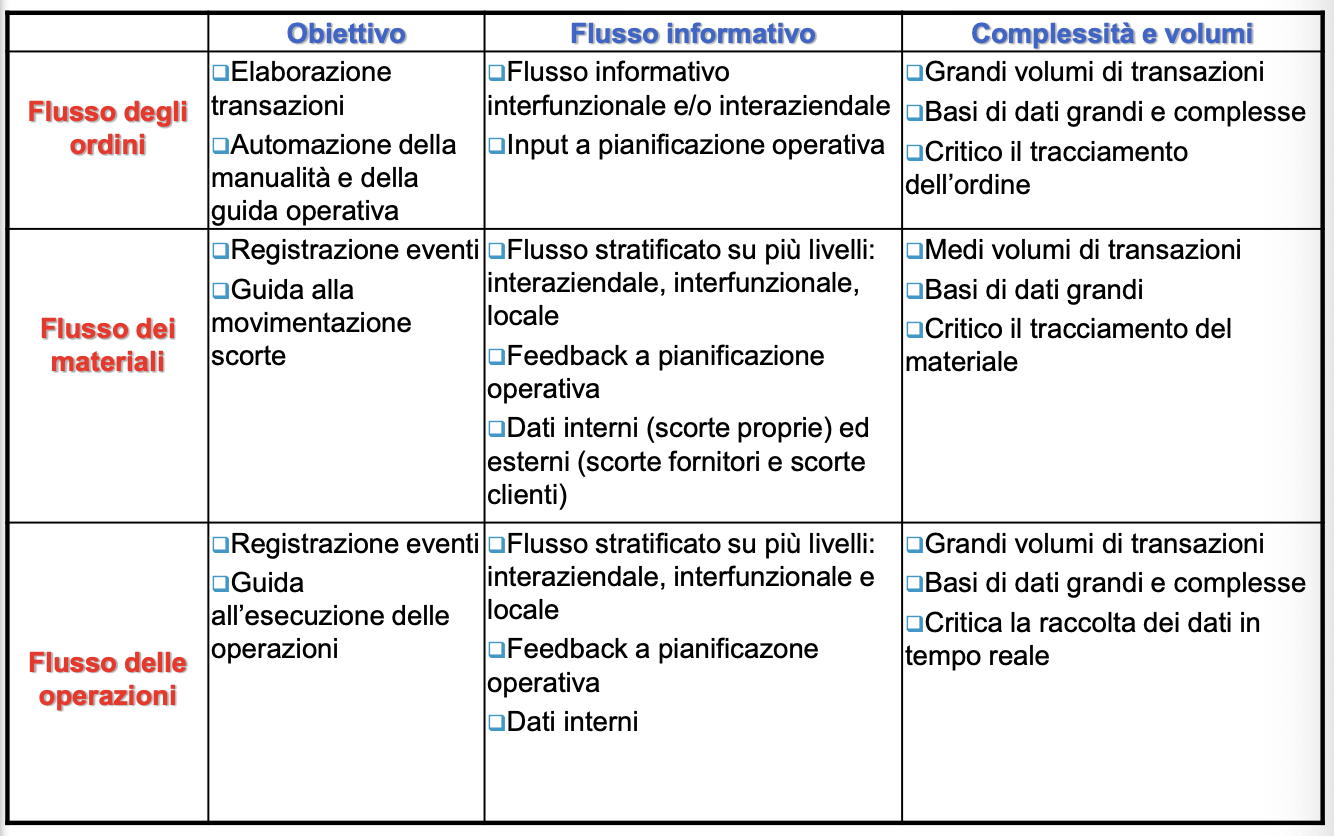 Obiettivo
Flusso informativo
Complessità e volumi
Flusso degli
ordini
❑Elaborazione
transazioni
❑Automazione della
manualità e della
guida operativa
❑Flusso informativo
interfunzionale e/o interaziendale
❑Input a pianificazione operativa
❑Grandi volumi di transazioni
❑Basi di dati grandi e complesse
❑Critico il tracciamento
dell’ordine
Flusso dei
materiali
❑Registrazione eventi
❑Guida alla
movimentazione
scorte
❑Flusso stratificato su più livelli:
interaziendale, interfunzionale,
locale
❑Feedback a pianificazione
operativa
❑Dati interni (scorte proprie) ed
esterni (scorte fornitori e scorte
clienti)
❑Medi volumi di transazioni
❑Basi di dati grandi
❑Critico il tracciamento del
materiale
Flusso delle
operazioni
❑Registrazione eventi
❑Guida
all’esecuzione delle
operazioni
❑Flusso stratificato su più livelli:
interaziendale, interfunzionale e
locale
❑Feedback a pianificazone
operativa
❑Dati interni
❑Grandi volumi di transazioni
❑Basi di dati grandi e complesse
❑Critica la raccolta dei dati in
tempo reale